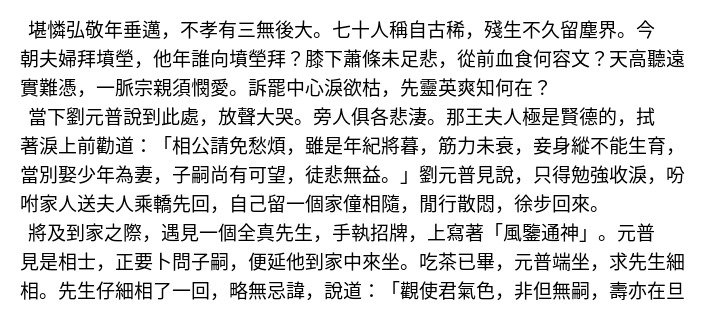 堪憐弘敬年垂邁，不孝有三無後大。七十人稱自古稀，殘生不久留塵界。今
朝夫婦拜墳塋，他年誰向墳塋拜？膝下蕭條未足悲，從前血食何容文？天高聽遠
實難憑，一脈宗親須憫愛。訴罷中心淚欲枯，先靈英爽知何在？
當下劉元普說到此處，放聲大哭。旁人俱各悲淒。那王夫人極是賢德的，拭
著淚上前勸道：「相公請免愁煩，雖是年紀將暮，筋力未衰，妾身縱不能生育，
當別娶少年為妻，子嗣尚有可望，徒悲無益。」劉元普見說，只得勉強收淚，吩
咐家人送夫人乘轎先回，自己留一個家僮相隨，閒行散悶，徐步回來。
將及到家之際，遇見一個全真先生，手執招牌，上寫著「風鑒通神」。元普
見是相士，正要卜問子嗣，便延他到家中來坐。吃茶已畢，元普端坐，求先生細
相。先生仔細相了一回，略無忌諱，說道：「觀使君氣色，非但無嗣，壽亦在旦